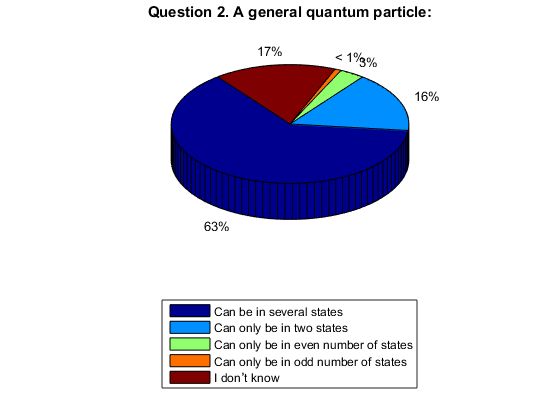 Question 2. A general quantum particle:
17%
< 1%
3%
16%
63%
Can be in several states
Can only be in two states
Can only be in even number of states
Can only be in odd number of states
I don't know